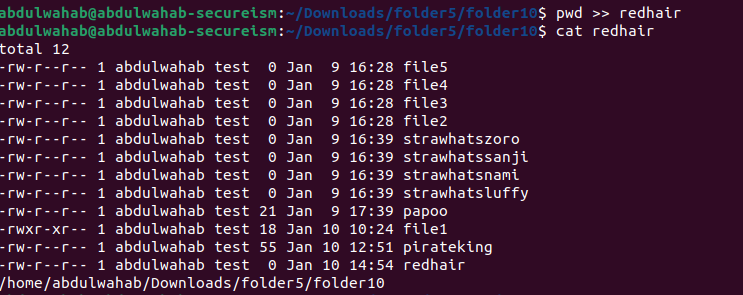 abdulwahab@abdulwahab-secureism:~/Downloads/folder5/folder10$ pwd >> redhair
abdulwahab@abdulwahab-secureism:~/Downloads/folder5/folder10$ cat redhair
total 12
-rw-r--r-- 1 abdulwahab test  0 Jan  9 16:28 file5
-rw-r--r-- 1 abdulwahab test  0 Jan  9 16:28 file4
-rw-r--r-- 1 abdulwahab test  0 Jan  9 16:28 file3
-rw-r--r-- 1 abdulwahab test  0 Jan  9 16:28 file2
-rw-r--r-- 1 abdulwahab test  0 Jan  9 16:39 strawhatszoro
-rw-r--r-- 1 abdulwahab test  0 Jan  9 16:39 strawhatssanji
-rw-r--r-- 1 abdulwahab test  0 Jan  9 16:39 strawhatsnami
-rw-r--r-- 1 abdulwahab test  0 Jan  9 16:39 strawhatsluffy
-rw-r--r-- 1 abdulwahab test 21 Jan  9 17:39 papoo
-rwxr-xr-- 1 abdulwahab test 18 Jan 10 10:24 file1
-rw-r--r-- 1 abdulwahab test 55 Jan 10 12:51 pirateking
-rw-r--r-- 1 abdulwahab test  0 Jan 10 14:54 redhair
/home/abdulwahab/Downloads/folder5/folder10